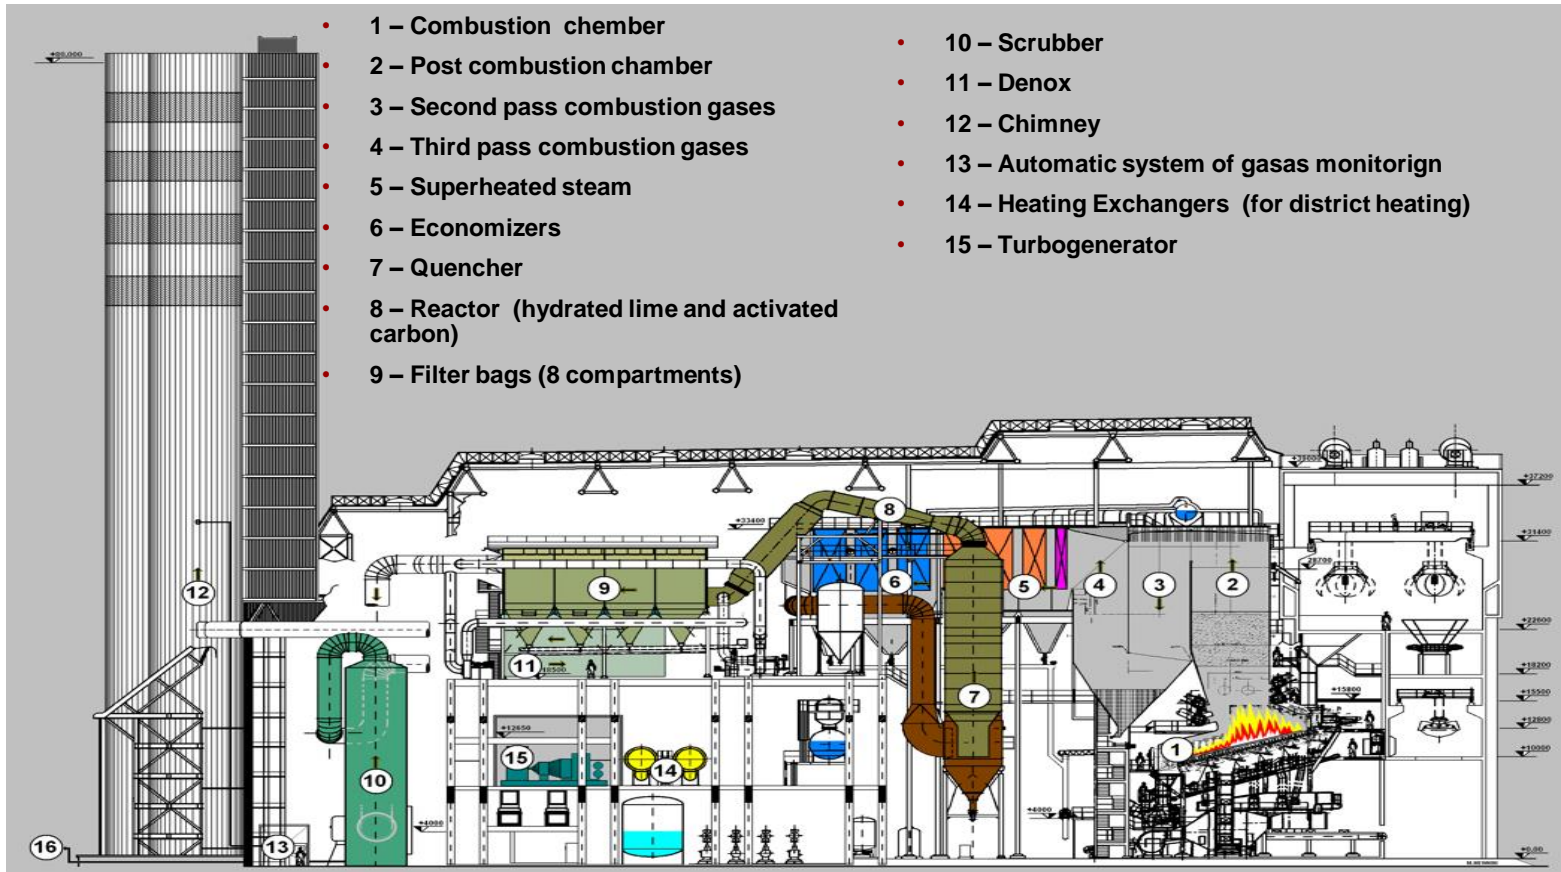 1 – Combustion chember
2 – Post combustion chamber
3 – Second pass combustion gases
4 – Third pass combustion gases
5 – Superheated steam
6 – Economizers
7 – Quencher
8 – Reactor (hydrated lime and activated
carbon)
9 – Filter bags (8 compartments)
10 – Scrubber
11 – Denox
12 – Chimney
13 – Automatic system of gasas monitorign
14 – Heating Exchangers (for district heating)
15 – Turbogenerator
+37200
+33400
+31400
8
9
6
5
4
3
2
12
+22600
11
+18200
7
+15800
+15500
+12650
+12800
1
15
14
10
+10000
+4000
+4000
16
13
+0.00